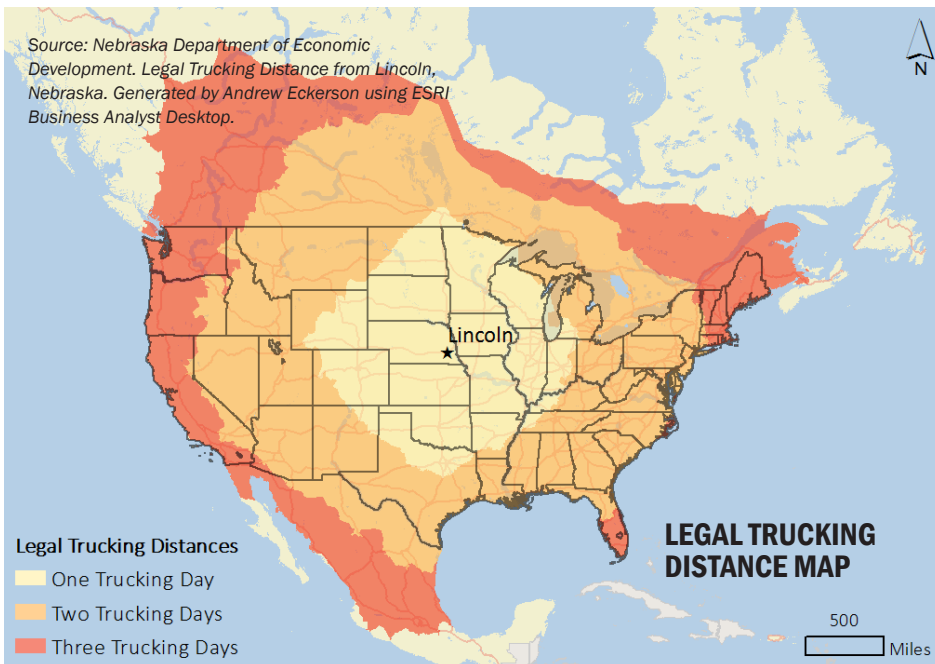 Source: Nebraska Department of Economic
Development. Legal Trucking Distance from Lincoln,
Nebraska. Generated by Andrew Eckerson using ESRI
Business Analyst Desktop.
N
Lincoln
LEGAL TRUCKING
DISTANCE MAP
Legal Trucking Distances
One Trucking Day
Two Trucking Days
Three Trucking Days
500
Miles